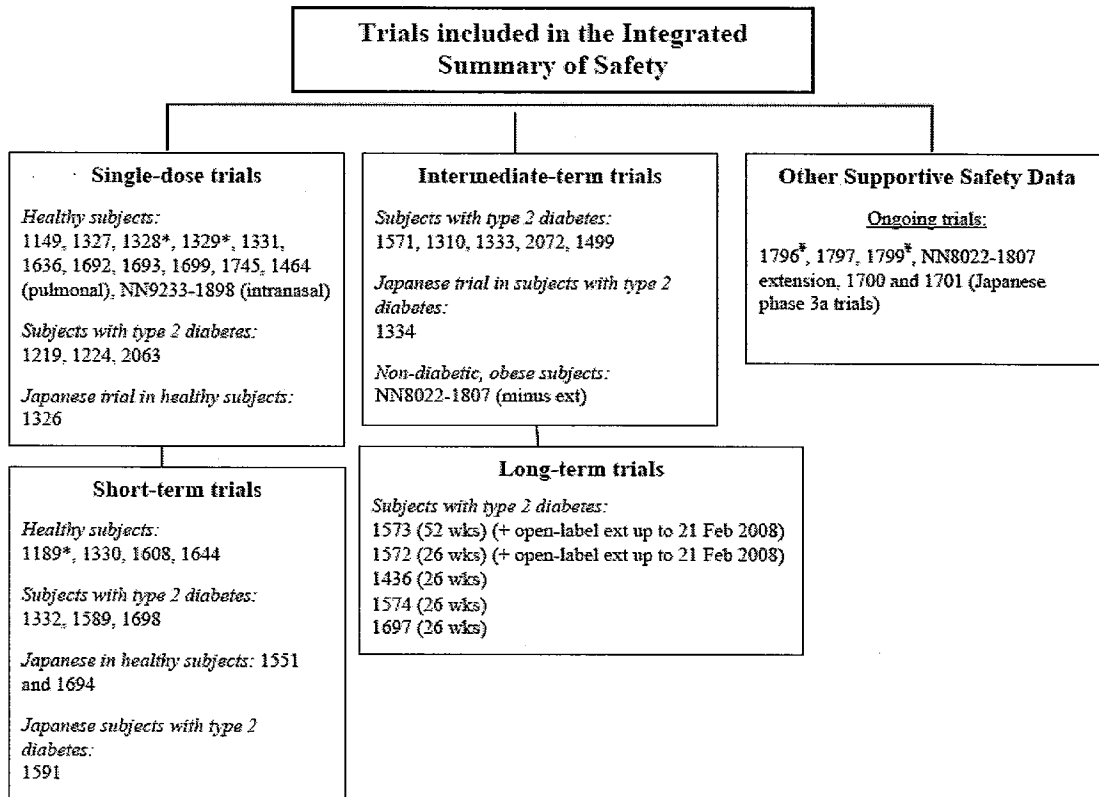 Trials included in the Integrated
Summary of Safety
Single-dose trials
Healthy subjects:
1149, 1327, 1328*, 1329*, 1331,
1636, 1692, 1693, 1699, 1745, 1464
(pulmonal), NN9233-1898 (intranasal)
Subjects with type 2 diabetes:
1219, 1224, 2063
Japanese trial in healthy subjects:
1326
Short-term trials
Healthy subjects:
1189*, 1330, 1608, 1644
Subjects with type 2 diabetes:
1332, 1589, 1698
Japanese in healthy subjects: 1551
and 1694
Japanese subjects with type 2
diabetes:
1591
Intermediate-term trials
Subjects with type 2 diabetes:
1571, 1310, 1333, 2072, 1499
Japanese trial in subjects with type 2
diabetes:
1334
Non-diabetic, obese subjects:
NN8022-1807 (minus ext)
Long-term trials
Subjects with type 2 diabetes:
1573 (52 wks) (+ open-label ext up to 21 Feb 2008)
1572 (26 wks) (+ open-label ext up to 21 Feb 2008)
1436 (26 wks)
1574 (26 wks)
1697 (26 wks)
Other Supportive Safety Data
Ongoing trials:
1796¥, 1797, 1799¥, NN8022-1807
extension, 1700 and 1701 (Japanese
phase 3a trials)